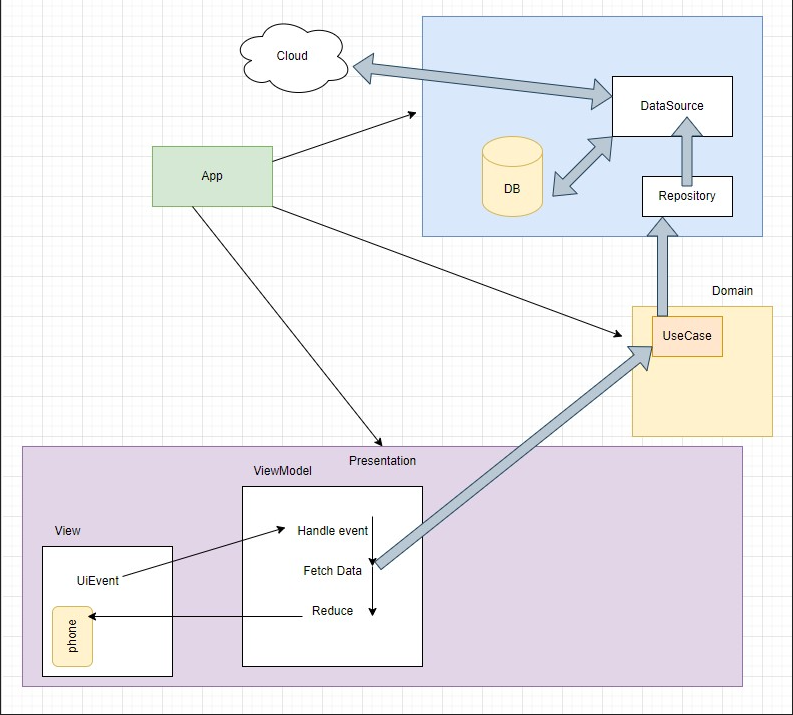 Cloud
DataSource
App
DB
Repository
Domain
UseCase
Presentation
ViewModel
View
Handle event
Fetch Data
UiEvent
Reduce
phone